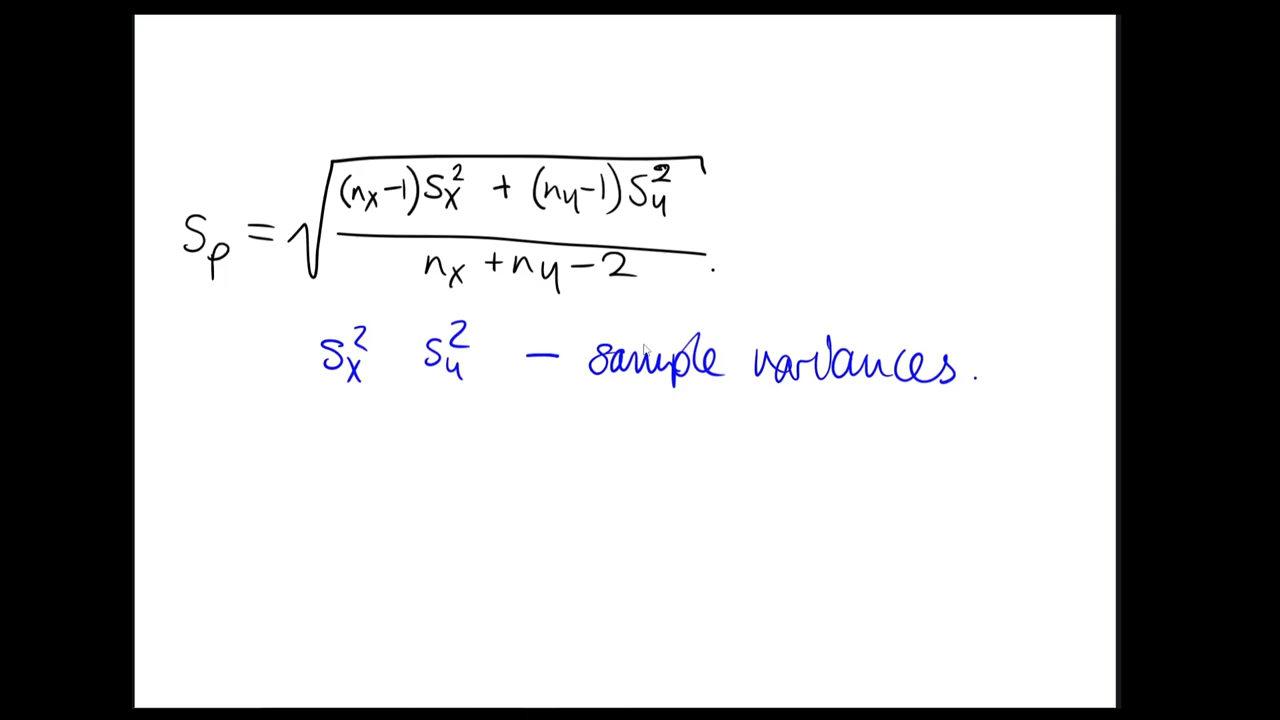 Sp = √((nx-1)Sx² + (ny-1)Sy²)/(nx + ny - 2).
Sx² Sy² - sample variances.